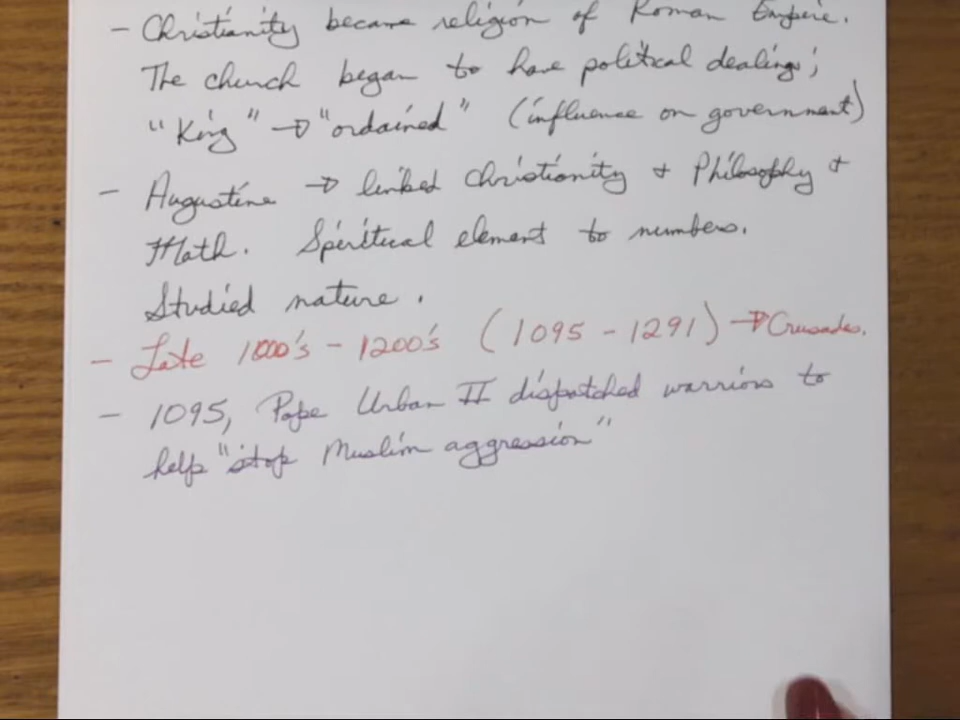 - Christianity became religion of Roman Empire.
The church began to have political dealings;
"King" → "ordained" (influence on government)
- Augustine → linked Christianity + Philosophy +
Math. Spiritual element to numbers.
Studied nature.
- Late 1000's - 1200's (1095 - 1291) → Crusades.
- 1095, Pope Urban II dispatched warriors to
help "stop Muslim aggression"